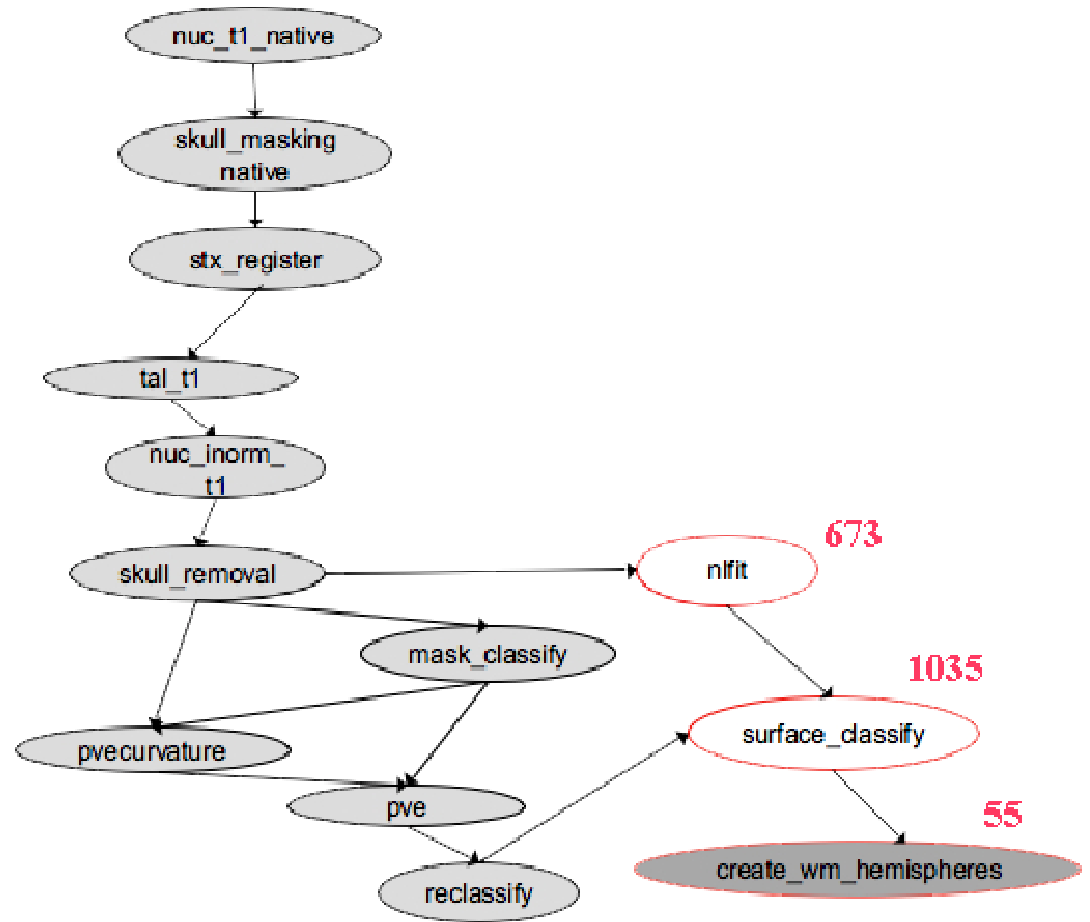 nuc_t1_native
skull_masking
native
stx_register
tal_t1
nuc_inorm_
t1
673
skull_removal
nlfit
mask_classify
1035
surface_classify
pvecurvature
pve
55
create_wm_hemispheres
reclassify